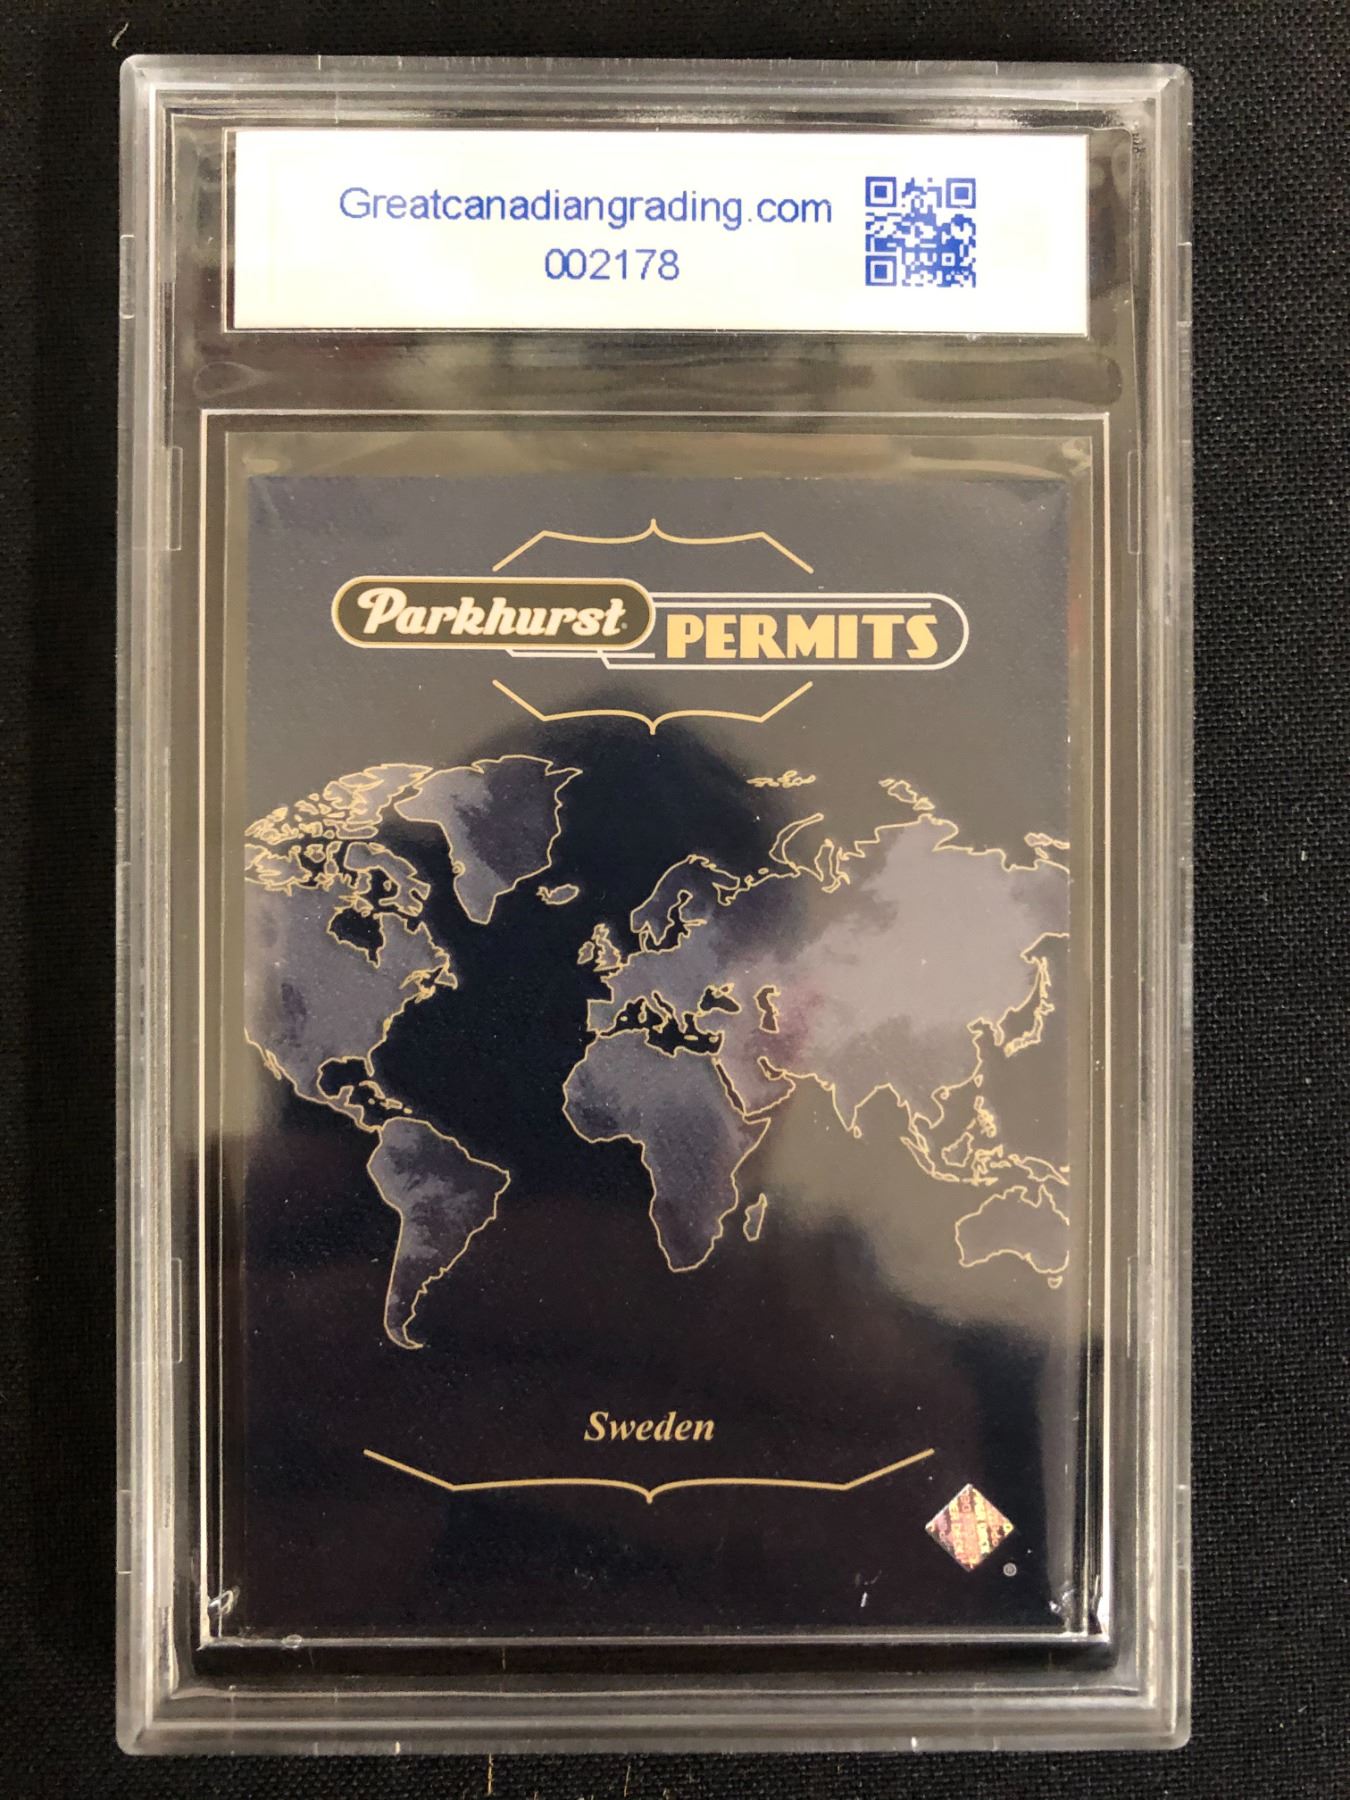 Greatcanadiangrading.com
002178
Parkhurst PERMITS
Sweden
®